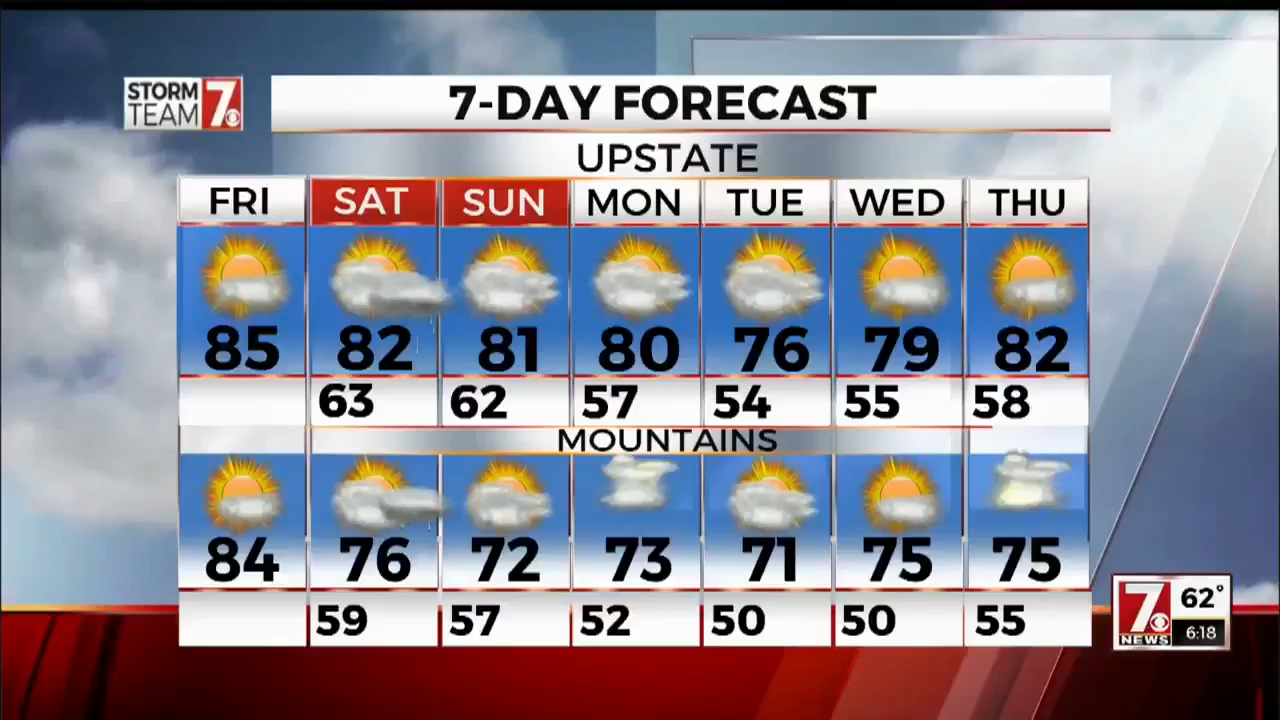 STORM
TEAM 7
7-DAY FORECAST
UPSTATE
FRI SAT SUN MON TUE WED THU
85 82 81 80 76 79 82
63 62 57 54 55 58
MOUNTAINS
84 76 72 73 71 75 75
59 57 52 50 50 55
7 62°
NEWS 6:18